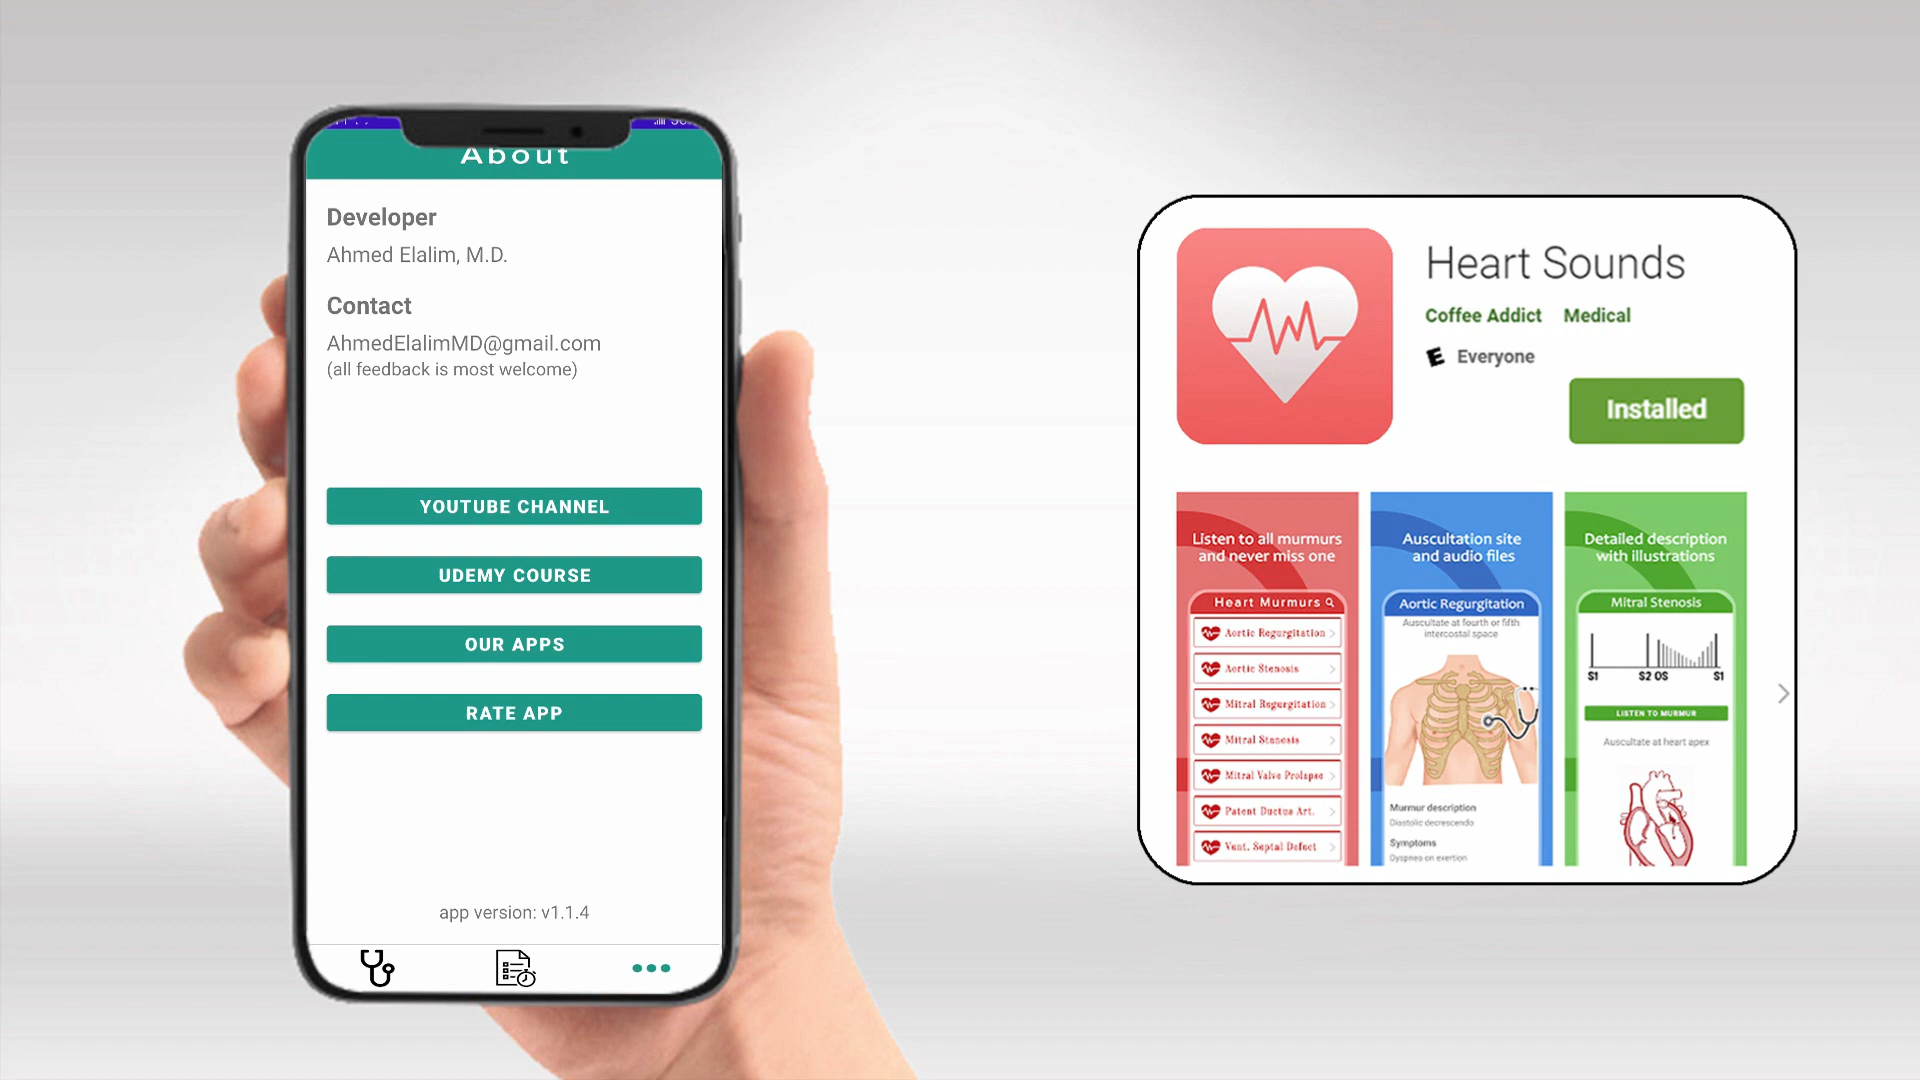 About
Developer
Ahmed Elalim, M.D.
Contact
AhmedElalimMD@gmail.com
(all feedback is most welcome)
YOUTUBE CHANNEL
UDEMY COURSE
OUR APPS
RATE APP
app version: v1.1.4
Heart Sounds
Coffee Addict Medical
E Everyone
Installed
Listen to all murmurs
and never miss one
Heart Murmurs
Aortic Regurgitation
Aortic Stenosis
Mitral Regurgitation
Mitral Stenosis
Mitral Valve Prolapse
Patent Ductus Art.
Vent. Septal Defect
Auscultation site
and audio files
Aortic Regurgitation
Auscultate at fourth or fifth
intercostal space
Murmur description
Diastolic decrescendo
Symptoms
Dyspnea on exertion
Detailed description
with illustrations
Mitral Stenosis
S1 S2 OS S1
LISTEN TO MURMUR
Auscultate at heart apex